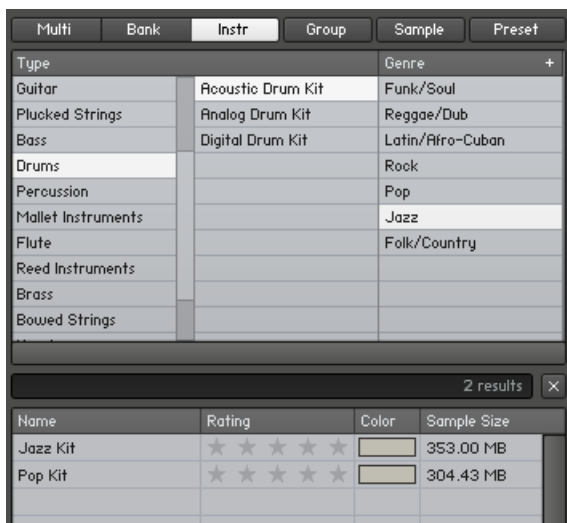 Multi Bank Instr Group Sample Preset
Type Genre +
Guitar Acoustic Drum Kit Funk/Soul
Plucked Strings Analog Drum Kit Reggae/Dub
Bass Digital Drum Kit Latin/Afro-Cuban
Drums Rock
Percussion Pop
Mallet Instruments Jazz
Flute Folk/Country
Reed Instruments
Brass
Bowed Strings
2 results ×
Name Rating Color Sample Size
Jazz Kit 353.00 MB
Pop Kit 304.43 MB